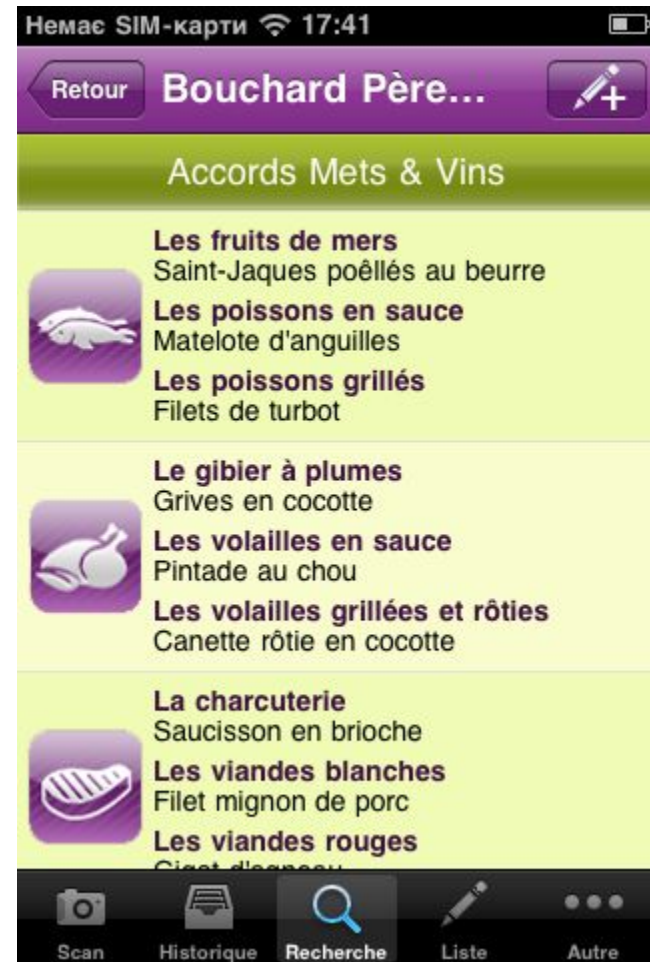 Немає SIM-карти 17:41
Retour
Bouchard Père...
Accords Mets & Vins
Les fruits de mers
Saint-Jaques poêllés au beurre
Les poissons en sauce
Matelote d'anguilles
Les poissons grillés
Filets de turbot
Le gibier à plumes
Grives en cocotte
Les volailles en sauce
Pintade au chou
Les volailles grillées et rôties
Canette rôtie en cocotte
La charcuterie
Saucisson en brioche
Les viandes blanches
Filet mignon de porc
Les viandes rouges
Gigot d'agneau
Scan Historique Recherche Liste Autre